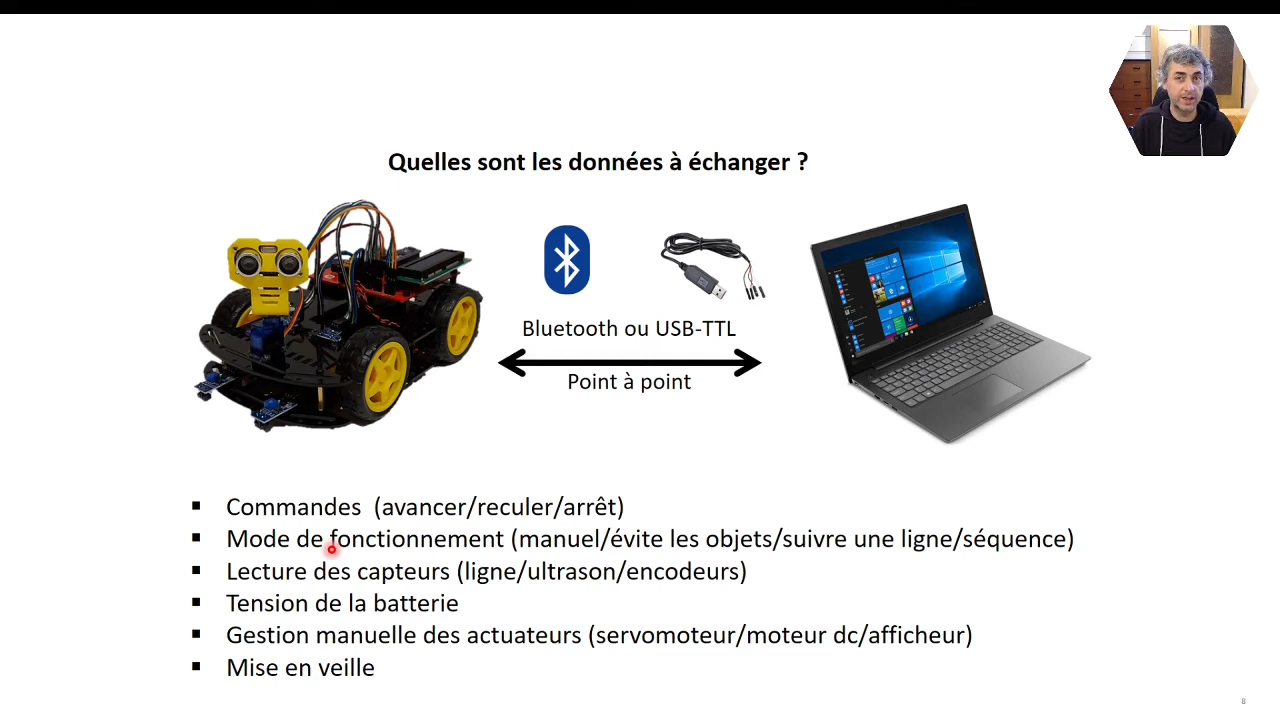 Quelles sont les données à échanger ?
Bluetooth ou USB-TTL
Point à point
▪ Commandes  (avancer/reculer/arrêt)
▪ Mode de fonctionnement (manuel/évite les objets/suivre une ligne/séquence)
▪ Lecture des capteurs (ligne/ultrason/encodeurs)
▪ Tension de la batterie
▪ Gestion manuelle des actuateurs (servomoteur/moteur dc/afficheur)
▪ Mise en veille
8